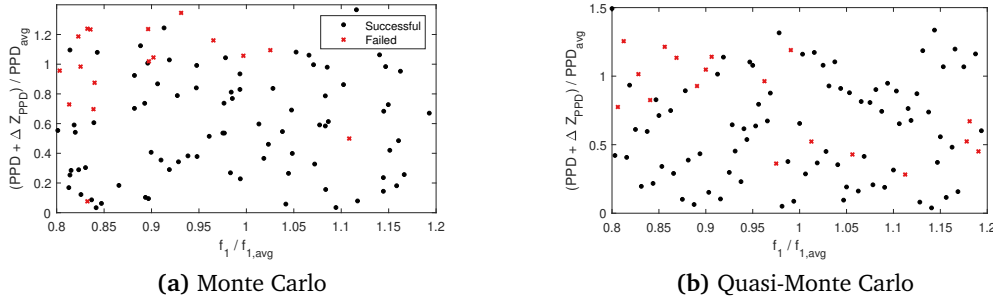 (PPD + Δ Z_PPD) / PPD_avg
1.2
1
0.8
0.6
0.4
0.2
0
0.8 0.85 0.9 0.95 1 1.05 1.1 1.15 1.2
f_1 / f_1,avg
Successful
Failed
(a) Monte Carlo
(PPD + Δ Z_PPD) / PPD_avg
1.5
1
0.5
0
0.8 0.85 0.9 0.95 1 1.05 1.1 1.15 1.2
f_1 / f_1,avg
(b) Quasi-Monte Carlo